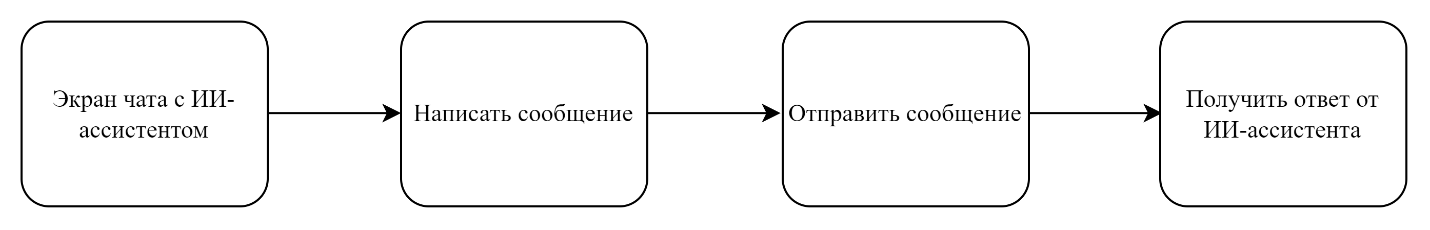 Экран чата с ИИ-
ассистентом
Написать сообщение
Отправить сообщение
Получить ответ от
ИИ-ассистента